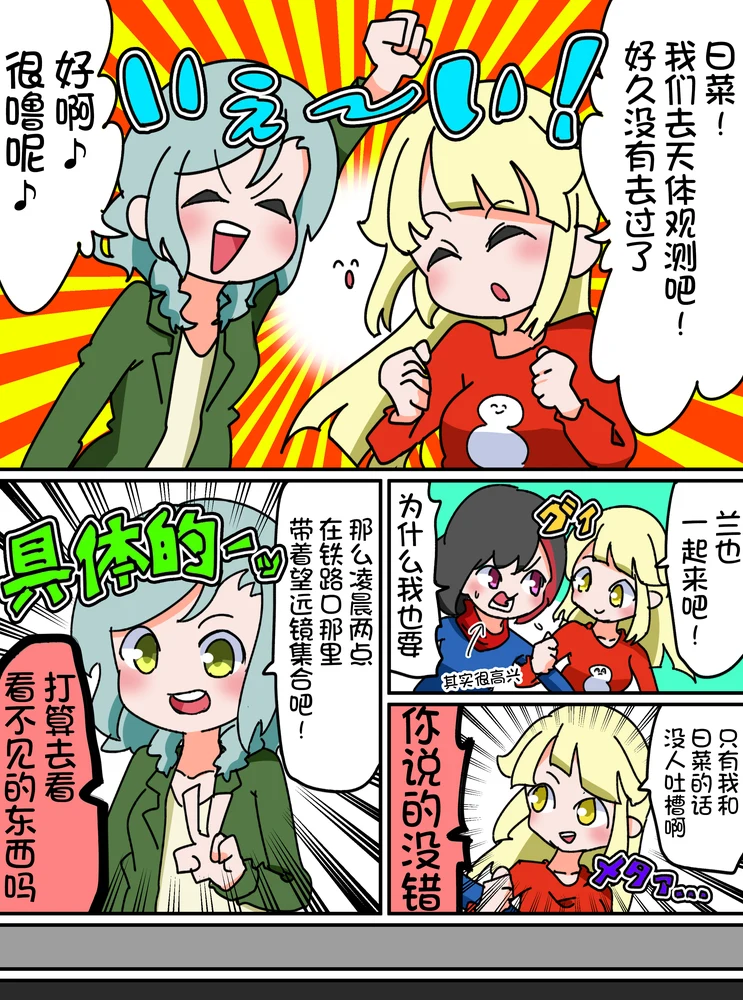 日菜！
我们去天体观测吧！
好久没有去过了
いえ～い！
好啊♪
很噜呢♪
兰也
一起来吧！
グイ
为什么我也要
其实很高兴
只有我和
日菜的话
没人吐槽啊
メタァ...
你说的没错
那么凌晨两点
在铁路口那里
带着望远镜集合吧！
具体的ーッ
打算去看
看不见的东西吗